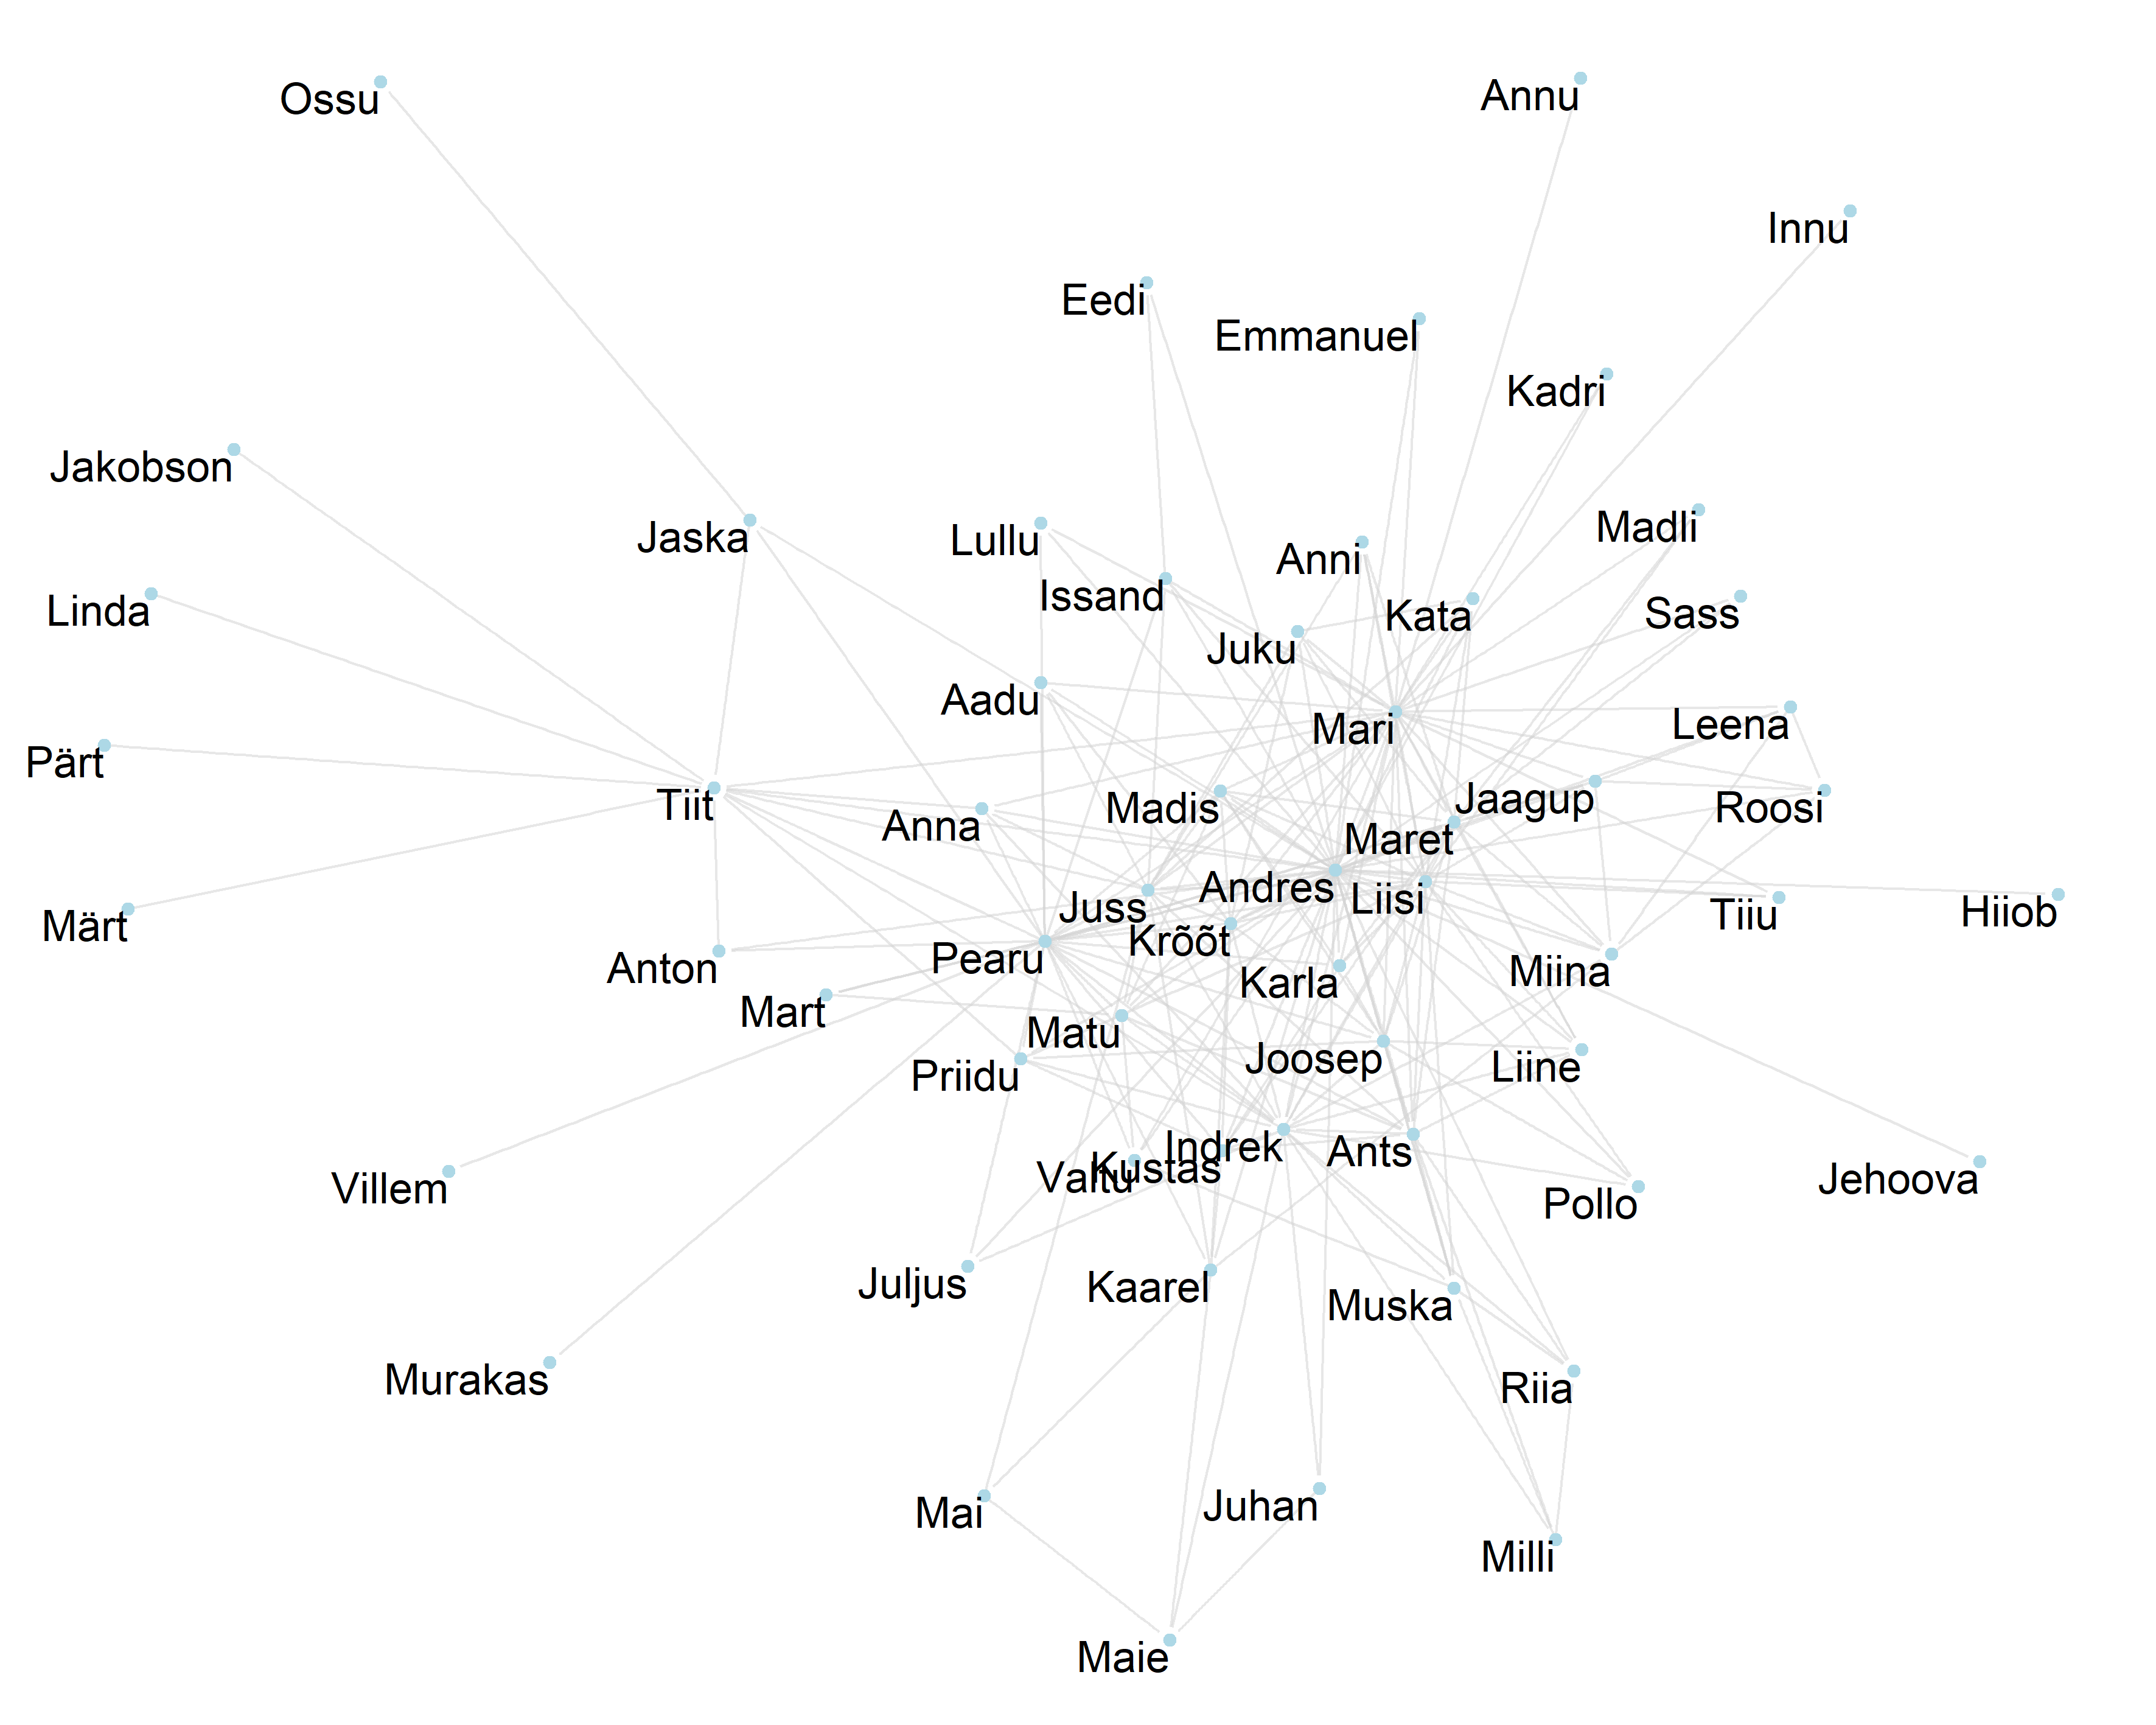 Ossu
Annu
Innu
Eedi
Emmanuel
Kadri
Jakobson
Jaska
Lullu
Madli
Anni
Issand
Linda
Kata
Sass
Juku
Aadu
Mari
Leena
Pärt
Tiit
Madis
Jaagup
Roosi
Anna
Maret
Andres
Liisi
Juss
Tiiu
Hiiob
Märt
Krõõt
Pearu
Anton
Miina
Karla
Mart
Matu
Joosep
Liine
Priidu
Indrek
Ants
Kustas
Valtu
Jehoova
Villem
Pollo
Juljus
Kaarel
Muska
Murakas
Riia
Juhan
Mai
Milli
Maie